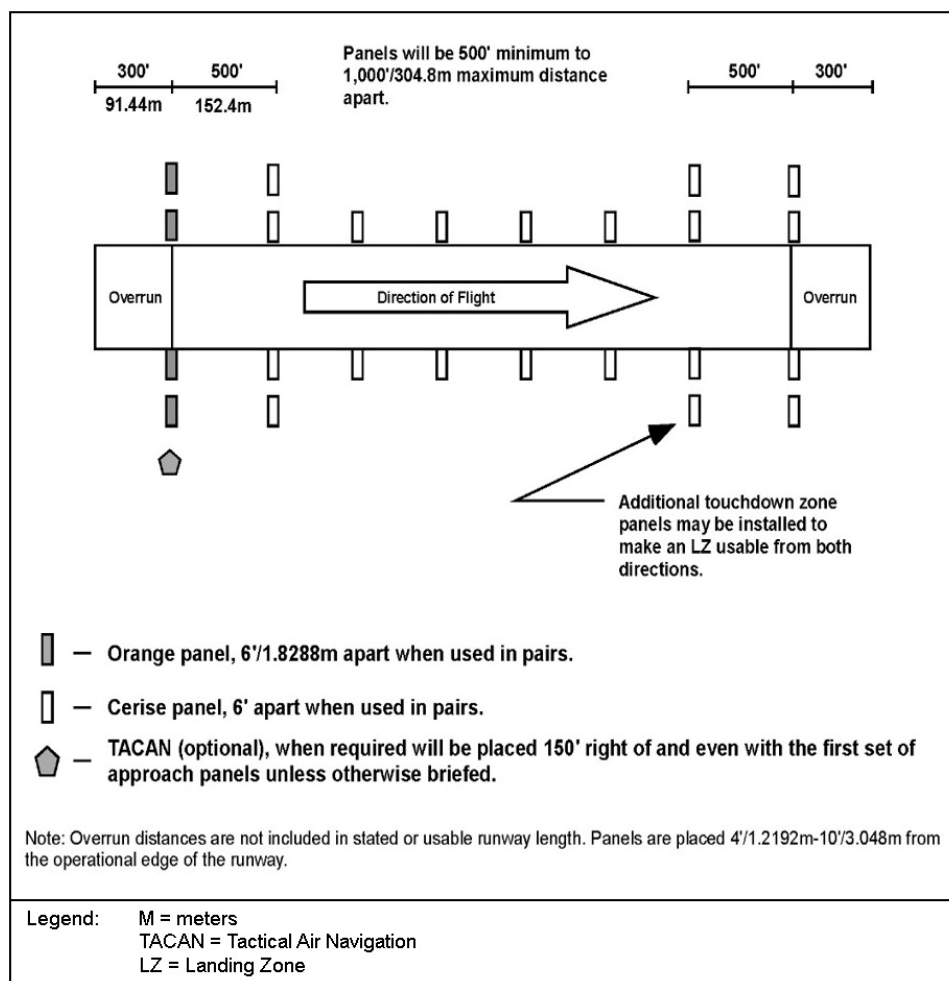 Panels will be 500' minimum to
1,000'/304.8m maximum distance
apart.
300' 500' 500' 300'
91.44m 152.4m
Overrun Direction of Flight Overrun
Additional touchdown zone
panels may be installed to
make an LZ usable from both
directions.
– Orange panel, 6'/1.8288m apart when used in pairs.
– Cerise panel, 6' apart when used in pairs.
– TACAN (optional), when required will be placed 150' right of and even with the first set of
approach panels unless otherwise briefed.
Note: Overrun distances are not included in stated or usable runway length. Panels are placed 4'/1.2192m-10'/3.048m from
the operational edge of the runway.
Legend: M = meters
TACAN = Tactical Air Navigation
LZ = Landing Zone